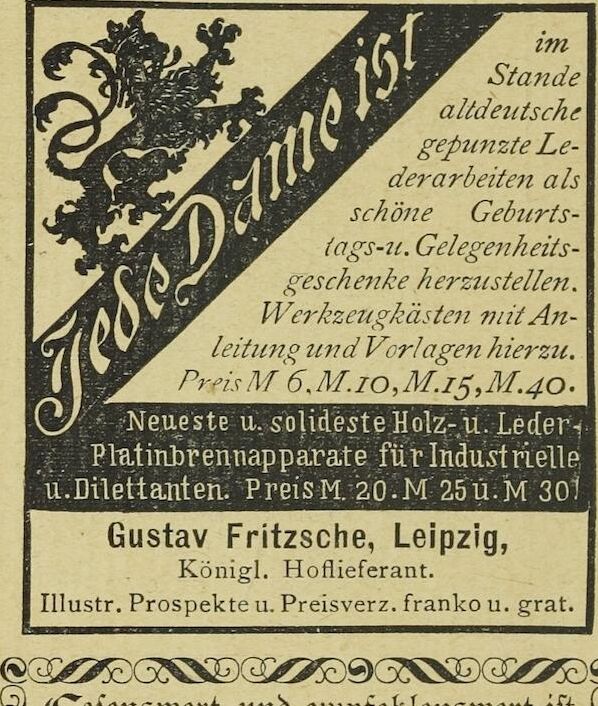 Jede Dame ist
im
Stande
altdeutsche
gepunzte Le-
derarbeiten als
schöne Geburts-
tags- u. Gelegenheits-
geschenke herzustellen.
Werkzeugkästen mit An-
leitung und Vorlagen hierzu.
Preis M 6, M. 10, M. 15, M. 40.
Neueste u. solideste Holz- u. Leder-
Platinbrennapparate für Industrielle
u. Dilettanten. Preis M. 20. M 25 u. M 30!
Gustav Fritzsche, Leipzig,
Königl. Hoflieferant.
Illustr. Prospekte u. Preisverz. franko u. grat.